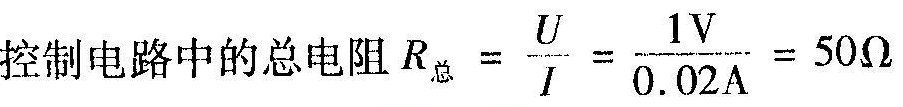 控制电路中的总电阻 R总 = U/I = 1V/0.02A = 50Ω